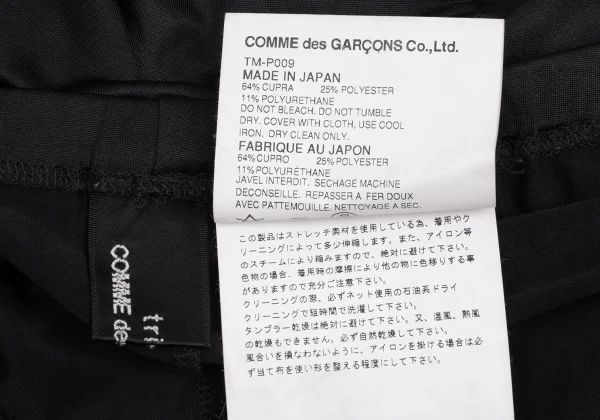 COMME des GARÇONS Co.,Ltd.
TM-P009
MADE IN JAPAN
64% CUPRA 25% POLYESTER
11% POLYURETHANE
DO NOT BLEACH. DO NOT TUMBLE
DRY. COVER WITH CLOTH, USE COOL
IRON. DRY CLEAN ONLY.
FABRIQUE AU JAPON
64% CUPRO 25% POLYESTER
11% POLYURÉTHANE
JAVEL INTERDIT. SECHAGE MACHINE
DECONSEILLE. REPASSER A FER DOUX
AVEC PATTEMOUILLE. NETTOYAGE A SEC.
この製品はストレッチ素材を使用している為、着用やク
リーニングによって多少伸縮します。また、アイロン等
のスチームにより縮みますので、絶対に避けて下さい。
色物の場合、着用時の摩擦により他の物に色移りする事
がありますので充分ご注意下さい。
クリーニングの際、必ずネット使用の石油系ドライ
クリーニングで短時間で洗濯して下さい。
タンブラー乾燥は絶対に避けて下さい。又、温風、熱風
の乾燥もできません。必ず自然乾燥して下さい。
風合いを損なわないように、アイロンを掛ける場合は必
ず当て布を使い形を整える程度にして下さい。
tri
COMME de